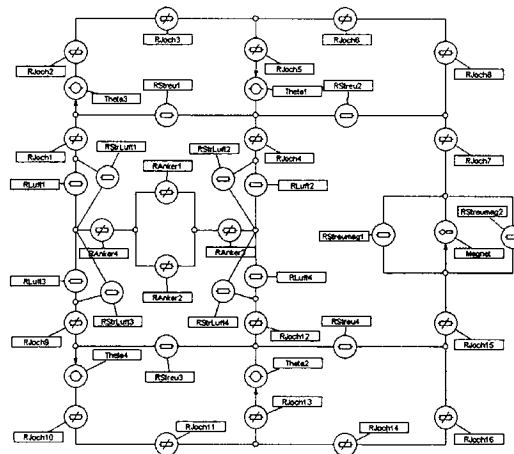 RJoch3
RJoch6
RJoch2
RJoch5
RJoch8
RStreu1
RStreu2
Theta3
Theta1
RStrLuft1
RStrLuft2
RJoch1
RAnker1
RJoch4
RJoch7
RLuft1
RLuft2
RStreumag2
RStreumag1
RAnker4
RAnker3
Magnet
RLuft3
RAnker2
RLuft4
RStrLuft3
RStrLuft4
RJoch12
RStreu4
RJoch9
RJoch15
Theta4
RStreu3
Theta2
RJoch13
RJoch10
RJoch11
RJoch14
RJoch16